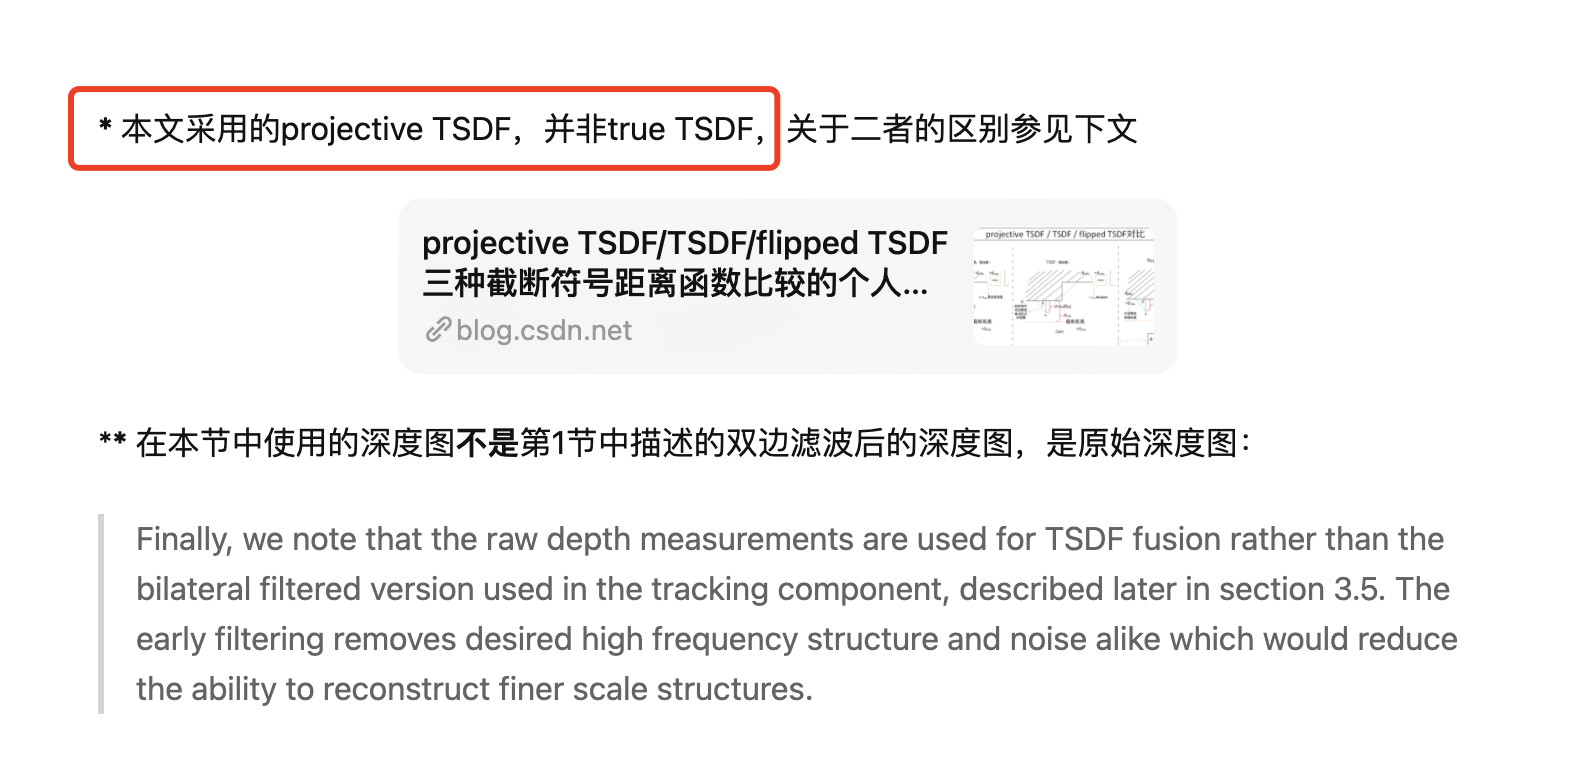 * 本文采用的projective TSDF，并非true TSDF，关于二者的区别参见下文
projective TSDF/TSDF/flipped TSDF
三种截断符号距离函数比较的个人...
blog.csdn.net
projective TSDF / TSDF / flipped TSDF对比
** 在本节中使用的深度图不是第1节中描述的双边滤波后的深度图，是原始深度图：
Finally, we note that the raw depth measurements are used for TSDF fusion rather than the
bilateral filtered version used in the tracking component, described later in section 3.5. The
early filtering removes desired high frequency structure and noise alike which would reduce
the ability to reconstruct finer scale structures.